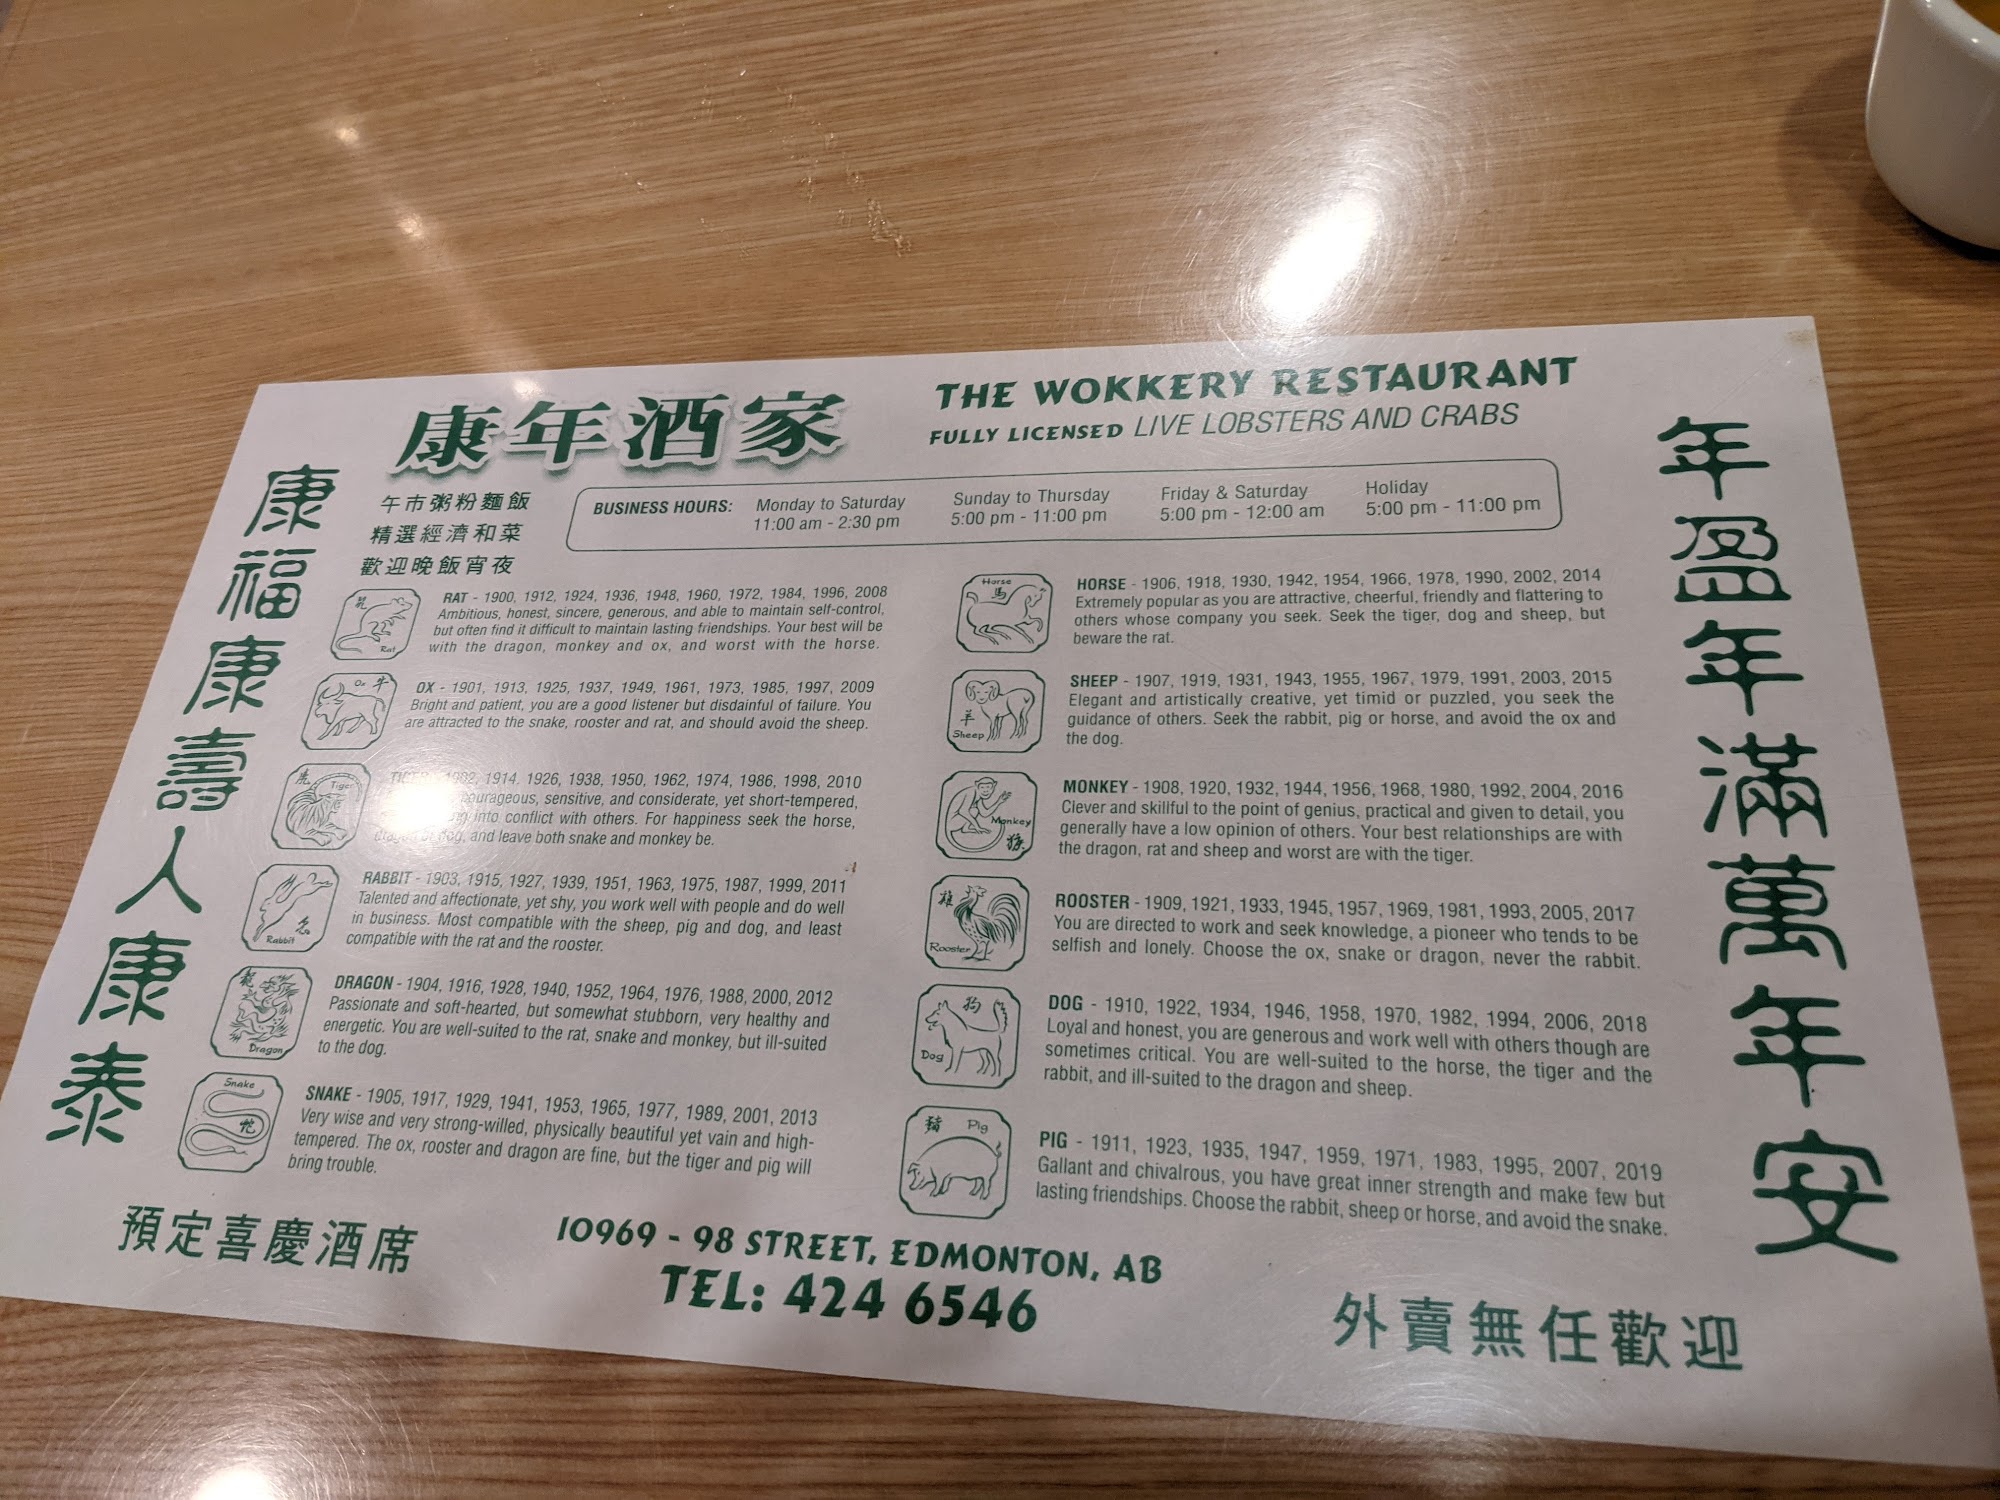 康年酒家
THE WOKKERY RESTAURANT
FULLY LICENSED LIVE LOBSTERS AND CRABS
康福康壽人康泰
年盈年滿萬年安
午市粥粉麵飯
精選經濟和菜
歡迎晚飯宵夜
BUSINESS HOURS:
Monday to Saturday
11:00 am - 2:30 pm
Sunday to Thursday
5:00 pm - 11:00 pm
Friday & Saturday
5:00 pm - 12:00 am
Holiday
5:00 pm - 11:00 pm
鼠
Rat
RAT - 1900, 1912, 1924, 1936, 1948, 1960, 1972, 1984, 1996, 2008
Ambitious, honest, sincere, generous, and able to maintain self-control,
but often find it difficult to maintain lasting friendships. Your best will be
with the dragon, monkey and ox, and worst with the horse.
Ox 牛
OX - 1901, 1913, 1925, 1937, 1949, 1961, 1973, 1985, 1997, 2009
Bright and patient, you are a good listener but disdainful of failure. You
are attracted to the snake, rooster and rat, and should avoid the sheep.
虎
Tiger
TIGER - 1902, 1914, 1926, 1938, 1950, 1962, 1974, 1986, 1998, 2010
courageous, sensitive, and considerate, yet short-tempered,
into conflict with others. For happiness seek the horse,
dragon or dog, and leave both snake and monkey be.
Rabbit 兔
RABBIT - 1903, 1915, 1927, 1939, 1951, 1963, 1975, 1987, 1999, 2011
Talented and affectionate, yet shy, you work well with people and do well
in business. Most compatible with the sheep, pig and dog, and least
compatible with the rat and the rooster.
龍
Dragon
DRAGON - 1904, 1916, 1928, 1940, 1952, 1964, 1976, 1988, 2000, 2012
Passionate and soft-hearted, but somewhat stubborn, very healthy and
energetic. You are well-suited to the rat, snake and monkey, but ill-suited
to the dog.
Snake
蛇
SNAKE - 1905, 1917, 1929, 1941, 1953, 1965, 1977, 1989, 2001, 2013
Very wise and very strong-willed, physically beautiful yet vain and high-
tempered. The ox, rooster and dragon are fine, but the tiger and pig will
bring trouble.
Horse
馬
HORSE - 1906, 1918, 1930, 1942, 1954, 1966, 1978, 1990, 2002, 2014
Extremely popular as you are attractive, cheerful, friendly and flattering to
others whose company you seek. Seek the tiger, dog and sheep, but
beware the rat.
羊
Sheep
SHEEP - 1907, 1919, 1931, 1943, 1955, 1967, 1979, 1991, 2003, 2015
Elegant and artistically creative, yet timid or puzzled, you seek the
guidance of others. Seek the rabbit, pig or horse, and avoid the ox and
the dog.
Monkey
猴
MONKEY - 1908, 1920, 1932, 1944, 1956, 1968, 1980, 1992, 2004, 2016
Clever and skillful to the point of genius, practical and given to detail, you
generally have a low opinion of others. Your best relationships are with
the dragon, rat and sheep and worst are with the tiger.
雞
Rooster
ROOSTER - 1909, 1921, 1933, 1945, 1957, 1969, 1981, 1993, 2005, 2017
You are directed to work and seek knowledge, a pioneer who tends to be
selfish and lonely. Choose the ox, snake or dragon, never the rabbit.
狗
Dog
DOG - 1910, 1922, 1934, 1946, 1958, 1970, 1982, 1994, 2006, 2018
Loyal and honest, you are generous and work well with others though are
sometimes critical. You are well-suited to the horse, the tiger and the
rabbit, and ill-suited to the dragon and sheep.
豬 Pig
PIG - 1911, 1923, 1935, 1947, 1959, 1971, 1983, 1995, 2007, 2019
Gallant and chivalrous, you have great inner strength and make few but
lasting friendships. Choose the rabbit, sheep or horse, and avoid the snake.
預定喜慶酒席
10969 - 98 STREET, EDMONTON, AB
TEL: 424 6546
外賣無任歡迎